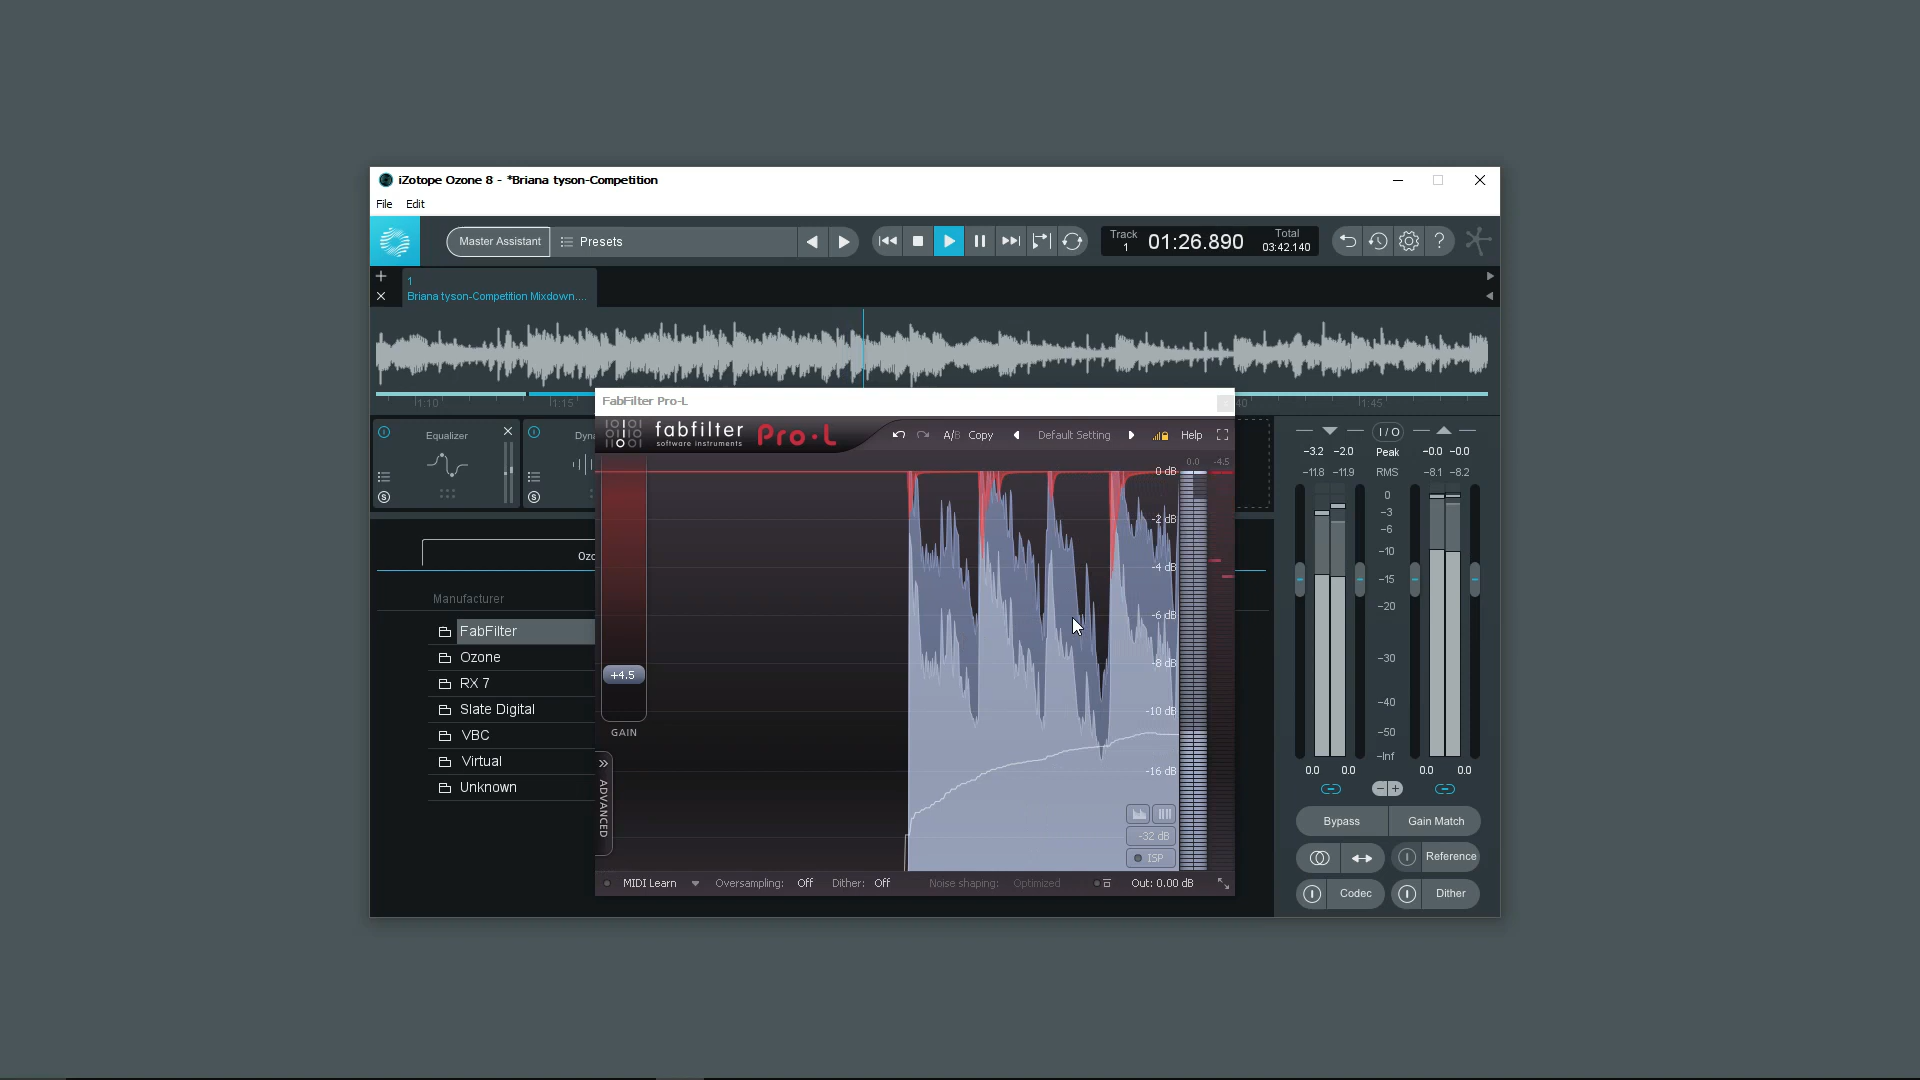 iZotope Ozone 8 - *Briana tyson-Competition
File Edit
Master Assistant Presets
Track
1
01:26.890
Total
03:42.140
?
1
Briana tyson-Competition Mixdown....
1:10 1:15 1:45
FabFilter Pro-L
fabfilter
software instruments
Pro·L
A/B Copy Default Setting Help
Equalizer
S
S
I / O
Peak
-3.2 -2.0 -0.0 -0.0
RMS
-11.8 -11.9 -8.1 -8.2
0.0 -4.5
0 dB
-2 dB
-4 dB
-6 dB
-8 dB
-10 dB
-16 dB
-32 dB
ISP
+4.5
GAIN
ADVANCED
Manufacturer
FabFilter
Ozone
RX 7
Slate Digital
VBC
Virtual
Unknown
0
-3
-6
-10
-15
-20
-30
-40
-50
-Inf
0.0 0.0 0.0 0.0
Bypass Gain Match
Reference
Codec Dither
MIDI Learn Oversampling: Off Dither: Off Noise shaping: Optimized Out: 0.00 dB